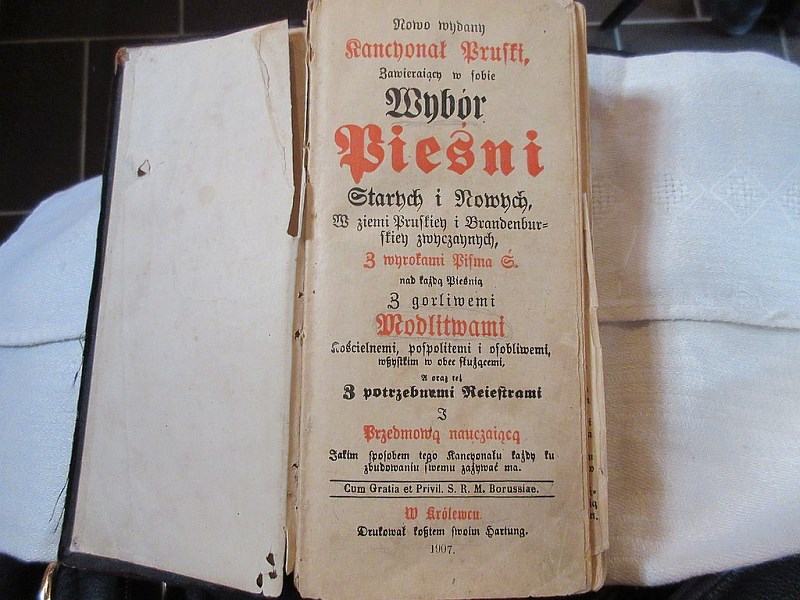 Nowo wydany
Kancyonał Pruski,
Zawieraiący w sobie
Wybór
Pieśni
Starych i Nowych,
W ziemi Pruskiey i Brandenbur=
skiey zwyczaynych,
Z wyrokami Pisma Ś.
nad każdą Pieśnią
Z gorliwemi
Modlitwami
Kościelnemi, pospolitemi i osobliwemi,
wszystkim w obec służącemi,
A oraz też
Z potrzebnemi Reiestrami
I
Przedmową nauczaiącą
Jakim sposobem tego Kancyonału każdy ku
zbudowaniu swemu zażywać ma.
Cum Gratia et Privil. S. R. M. Borussiae.
W Królewcu.
Drukował kosztem swoim Hartung.
1907.